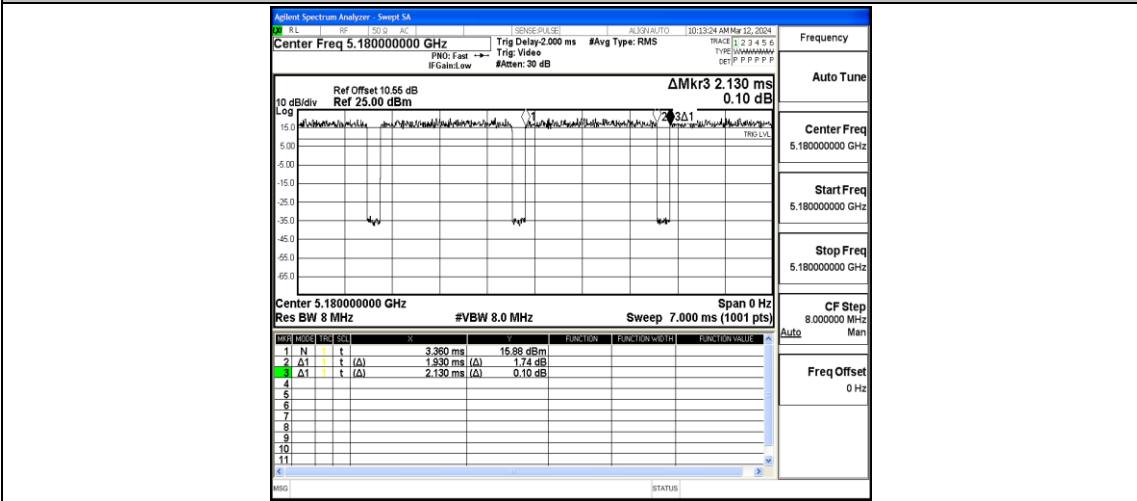 Agilent Spectrum Analyzer - Swept SA
RL RF 50 Ω AC SENSE:PULSE ALIGN AUTO 10:13:24 AM Mar 12, 2024
Center Freq 5.180000000 GHz
Trig Delay-2.000 ms #Avg Type: RMS
TRACE 1 2 3 4 5 6
PNO: Fast Trig: Video
TYPE
IFGain:Low #Atten: 30 dB
DET P P P P P P
ΔMkr3 2.130 ms
0.10 dB
Ref Offset 10.55 dB
10 dB/div Ref 25.00 dBm
Log
1 2 3Δ1
15.0
TRIG LVL
5.00
-5.00
-15.0
-25.0
-35.0
-45.0
-55.0
-65.0
Center 5.180000000 GHz Span 0 Hz
Res BW 8 MHz #VBW 8.0 MHz Sweep 7.000 ms (1001 pts)
MKR MODE TRC SCL X Y FUNCTION FUNCTION WIDTH FUNCTION VALUE
1 N 1 t 3.360 ms 15.88 dBm
2 Δ1 1 t (Δ) 1.930 ms (Δ) 1.74 dB
3 Δ1 1 t (Δ) 2.130 ms (Δ) 0.10 dB
4
5
6
7
8
9
10
11
MSG STATUS
Frequency
Auto Tune
Center Freq
5.180000000 GHz
Start Freq
5.180000000 GHz
Stop Freq
5.180000000 GHz
CF Step
8.000000 MHz
Auto Man
Freq Offset
0 Hz